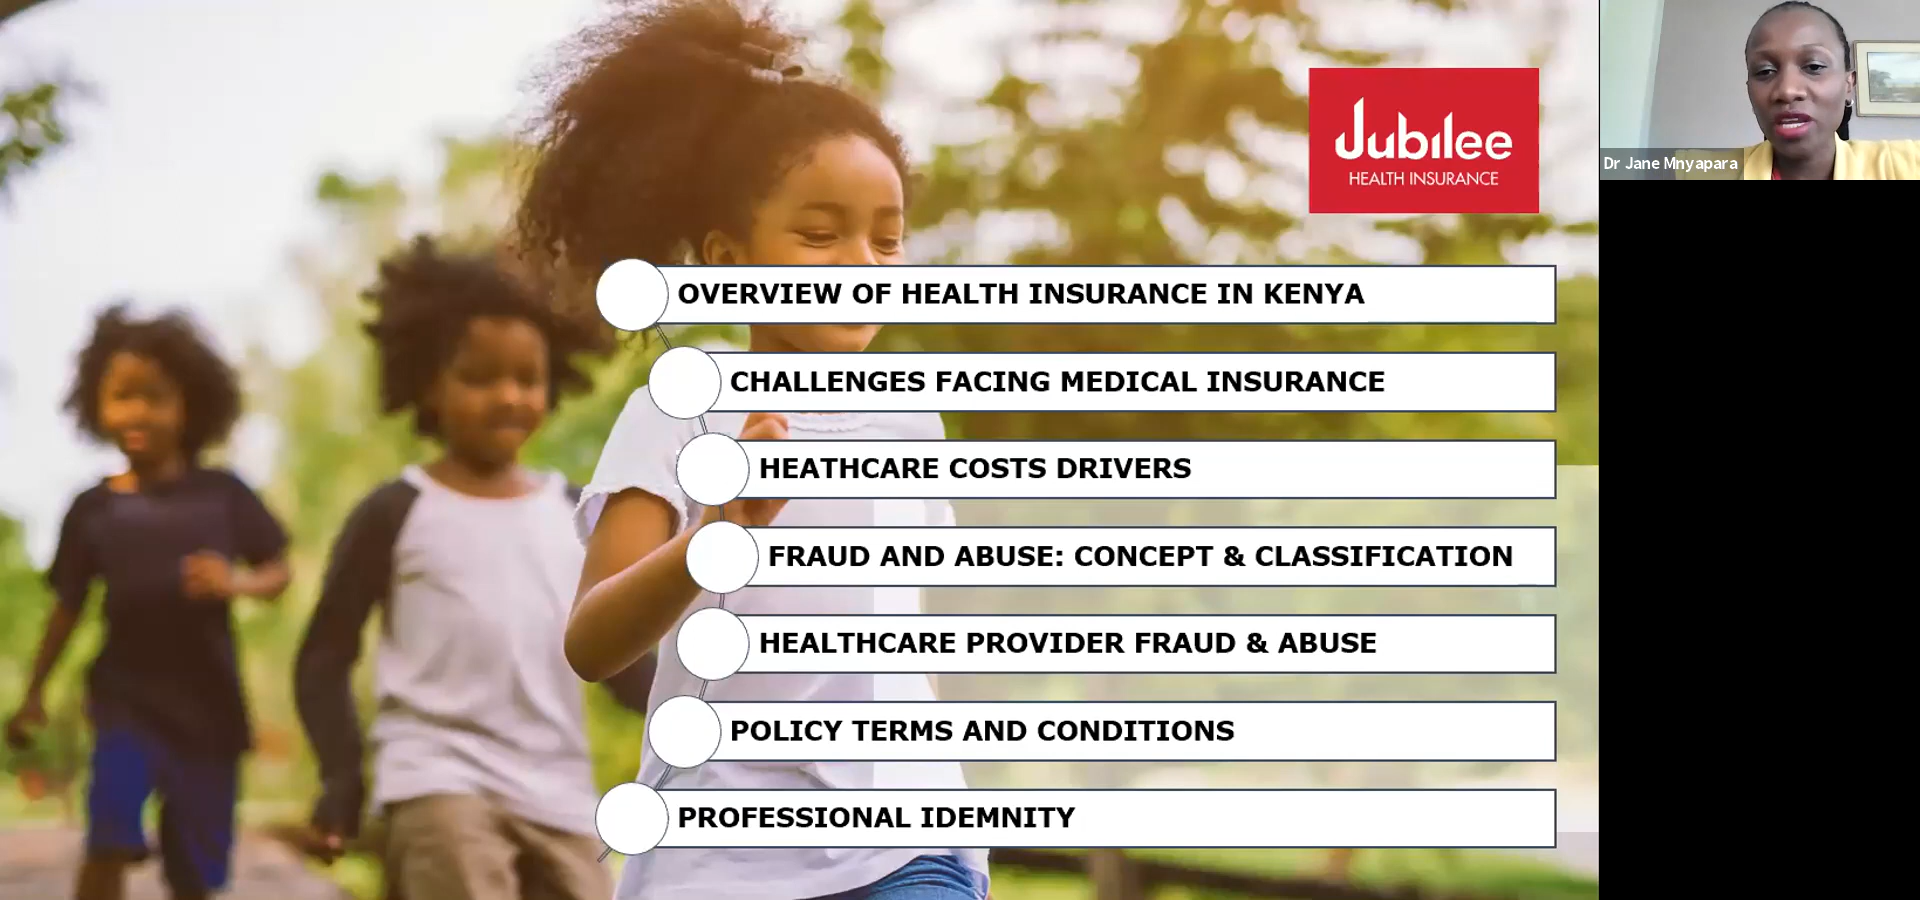 Jubilee
HEALTH INSURANCE
Dr Jane Mnyapara
OVERVIEW OF HEALTH INSURANCE IN KENYA
CHALLENGES FACING MEDICAL INSURANCE
HEATHCARE COSTS DRIVERS
FRAUD AND ABUSE: CONCEPT & CLASSIFICATION
HEALTHCARE PROVIDER FRAUD & ABUSE
POLICY TERMS AND CONDITIONS
PROFESSIONAL IDEMNITY